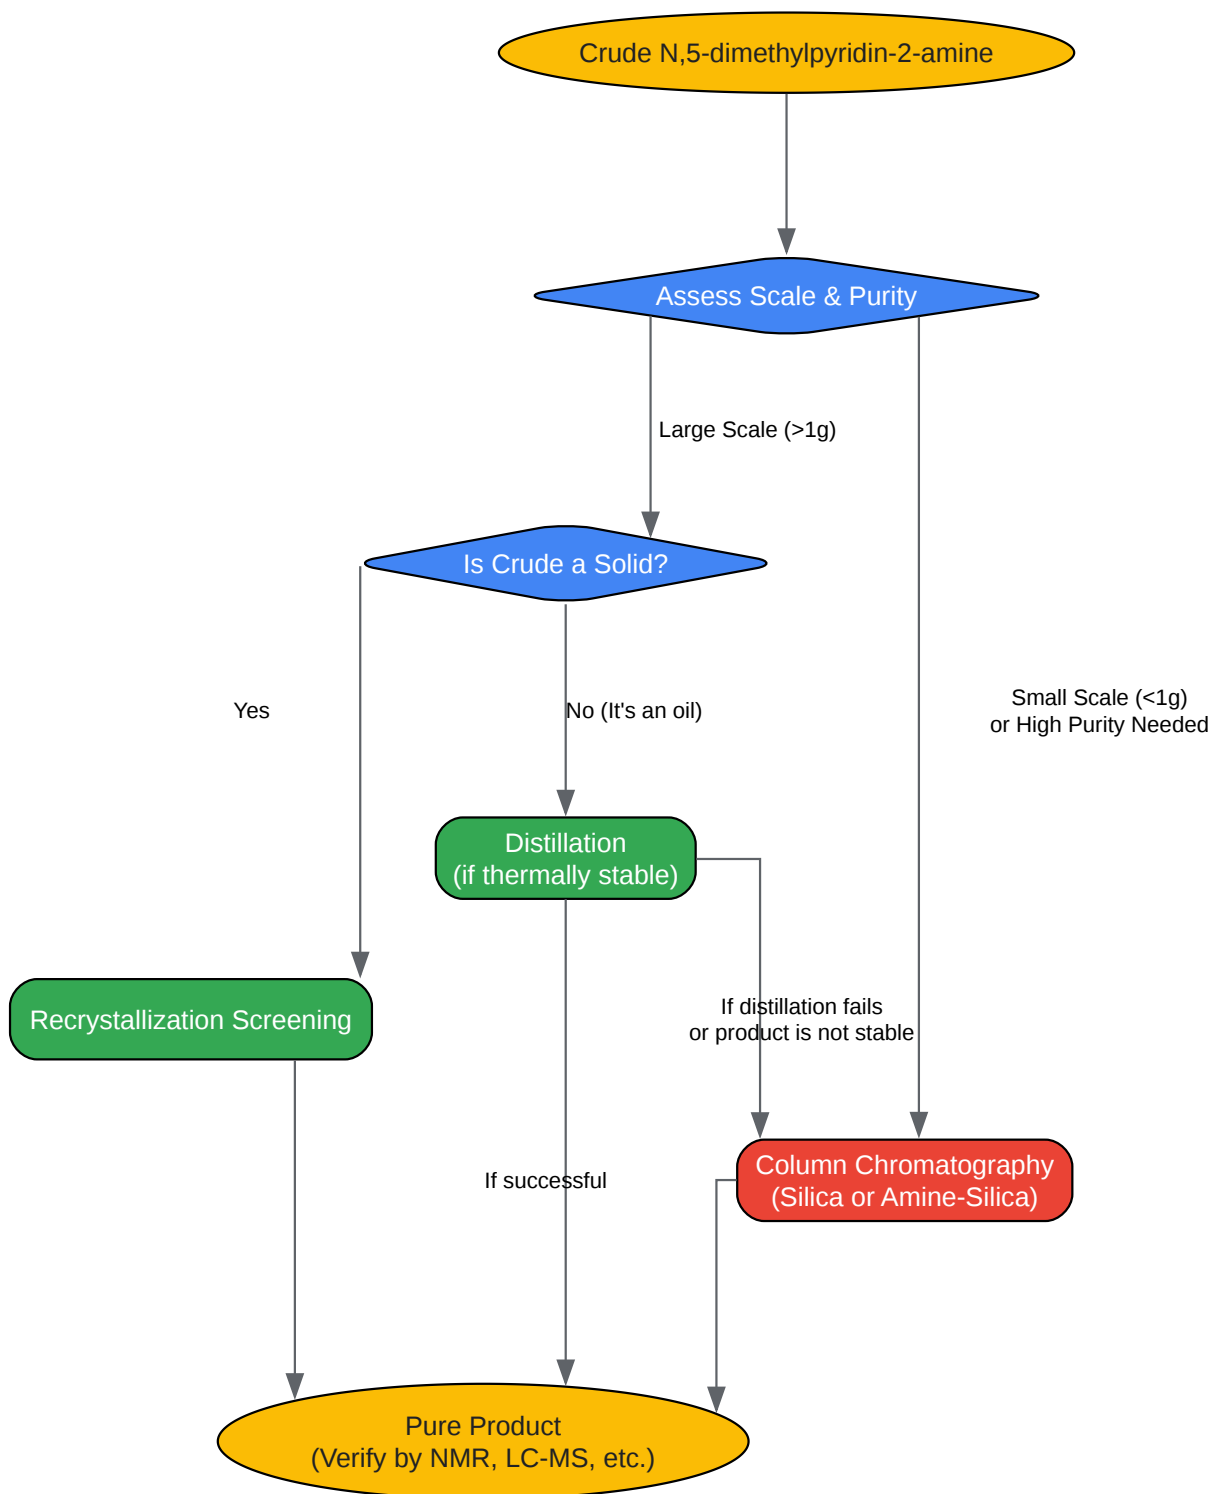 Crude N,5-dimethylpyridin-2-amine
Assess Scale & Purity
Large Scale (>1g)
Is Crude a Solid?
Yes
No (It's an oil)
Small Scale (<1g)
or High Purity Needed
Distillation
(if thermally stable)
If distillation fails
or product is not stable
Recrystallization Screening
Column Chromatography
(Silica or Amine-Silica)
If successful
Pure Product
(Verify by NMR, LC-MS, etc.)